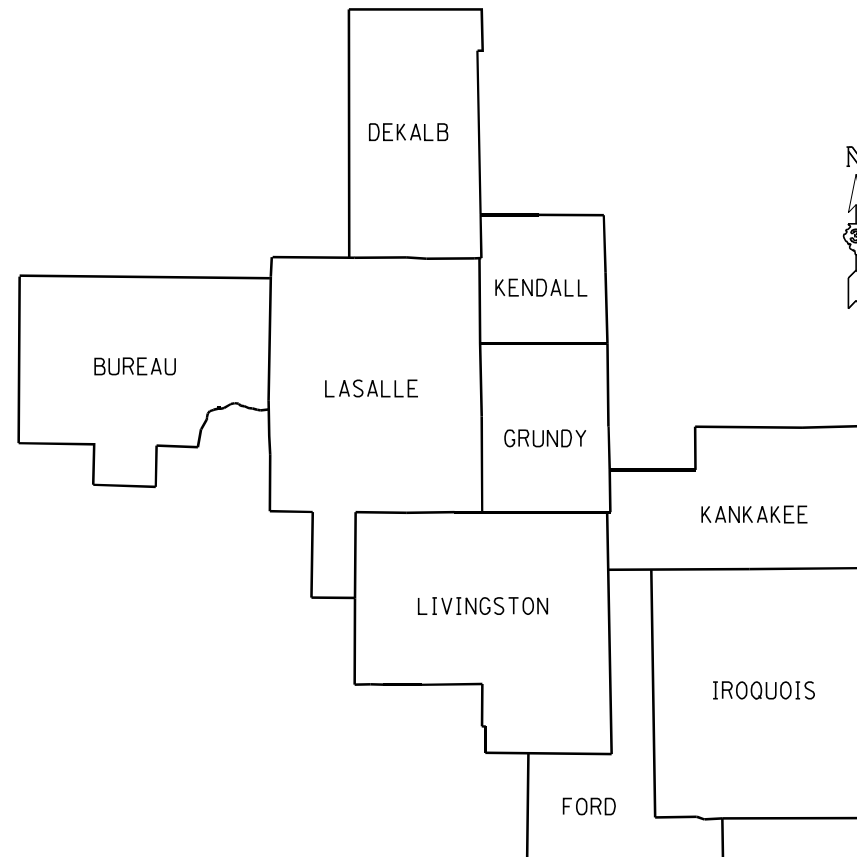 N
DEKALB
KENDALL
BUREAU
LASALLE
GRUNDY
KANKAKEE
LIVINGSTON
IROQUOIS
FORD